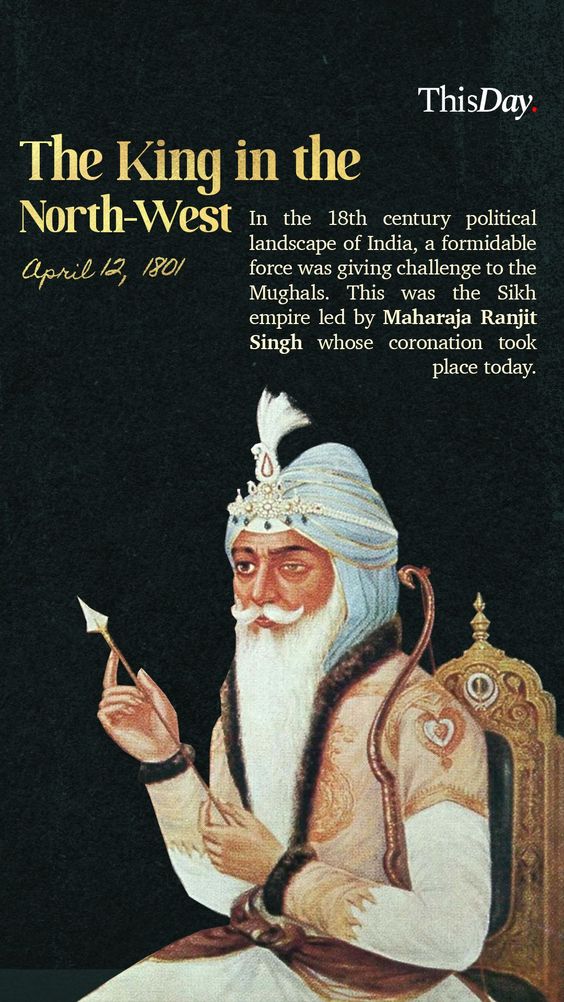 ThisDay.
The King in the
North-West
April 12, 1801
In the 18th century political
landscape of India, a formidable
force was giving challenge to the
Mughals. This was the Sikh
empire led by Maharaja Ranjit
Singh whose coronation took
place today.